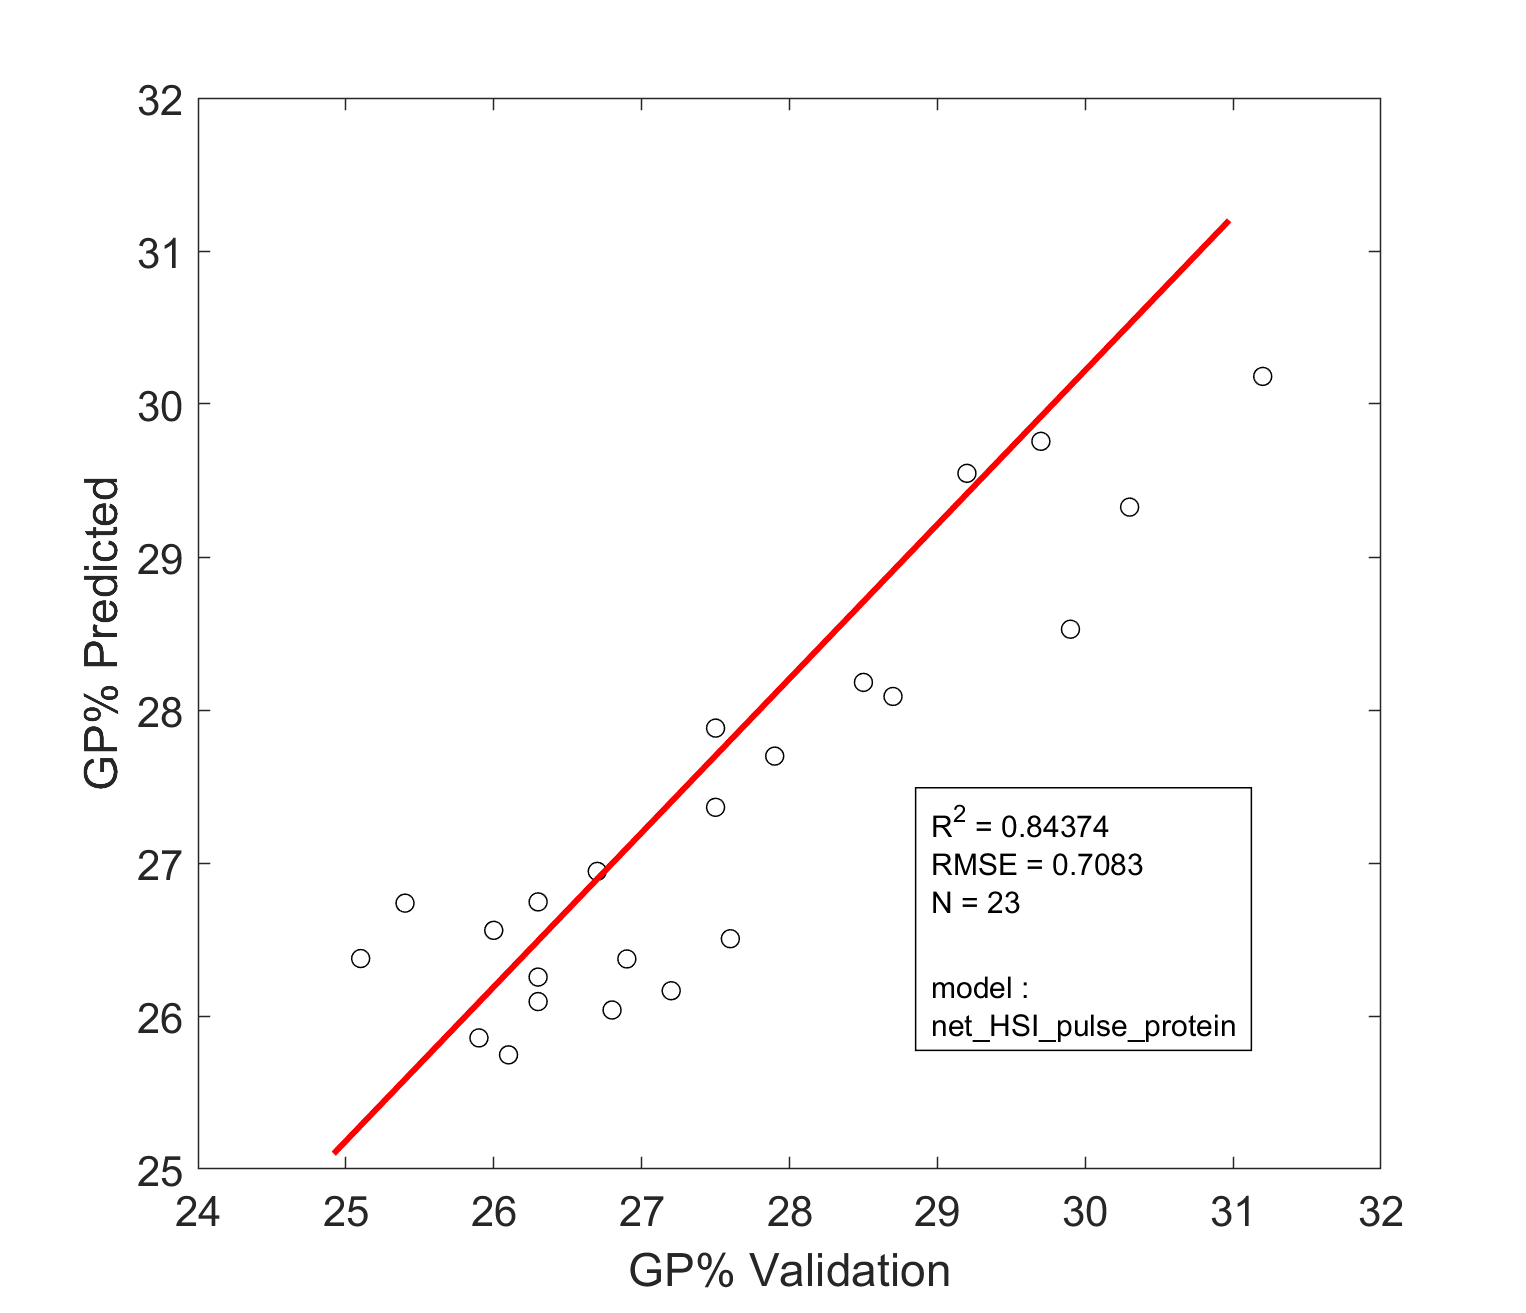 32
31
30
29
28
27
26
25
24 25 26 27 28 29 30 31 32
GP% Predicted
GP% Validation
R² = 0.84374
RMSE = 0.7083
N = 23
model :
net_HSI_pulse_protein